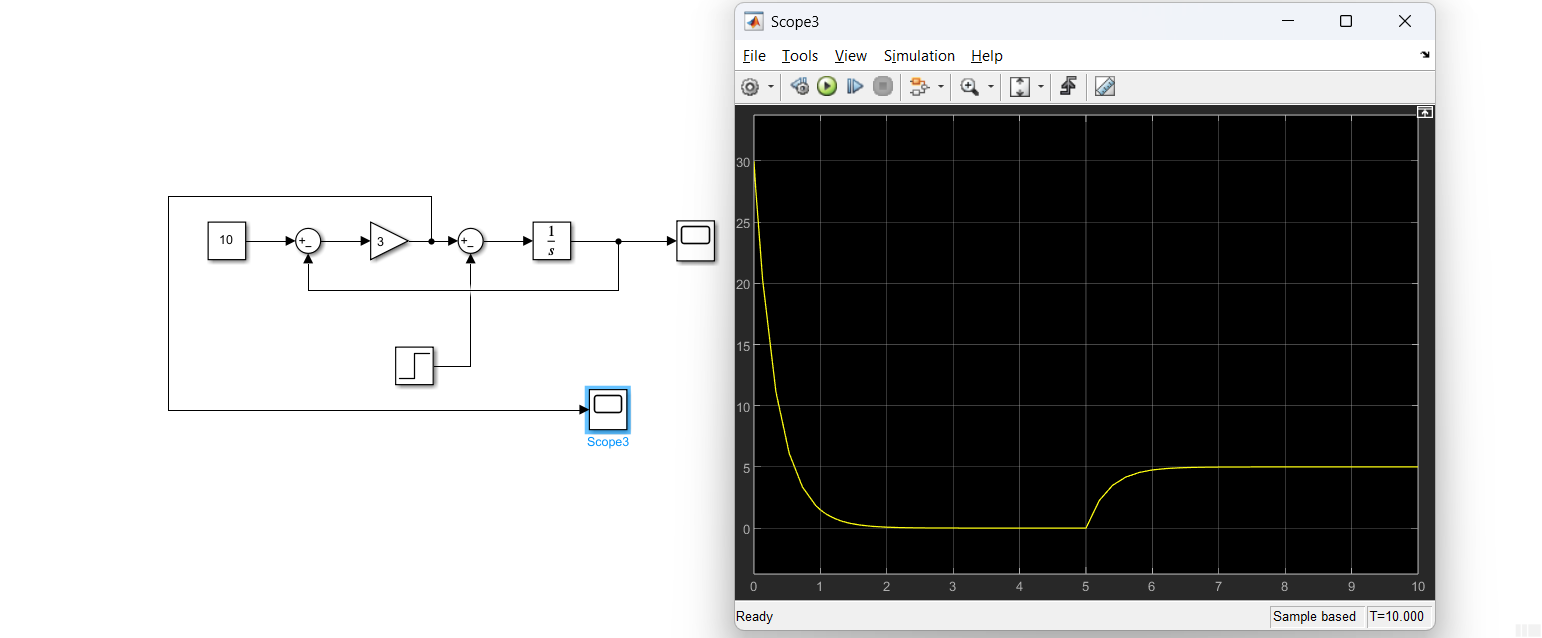 Scope3
File Tools View Simulation Help
10
+
−
3
+
−
1
s
Scope3
30
25
20
15
10
5
0
0 1 2 3 4 5 6 7 8 9 10
Ready
Sample based T=10.000